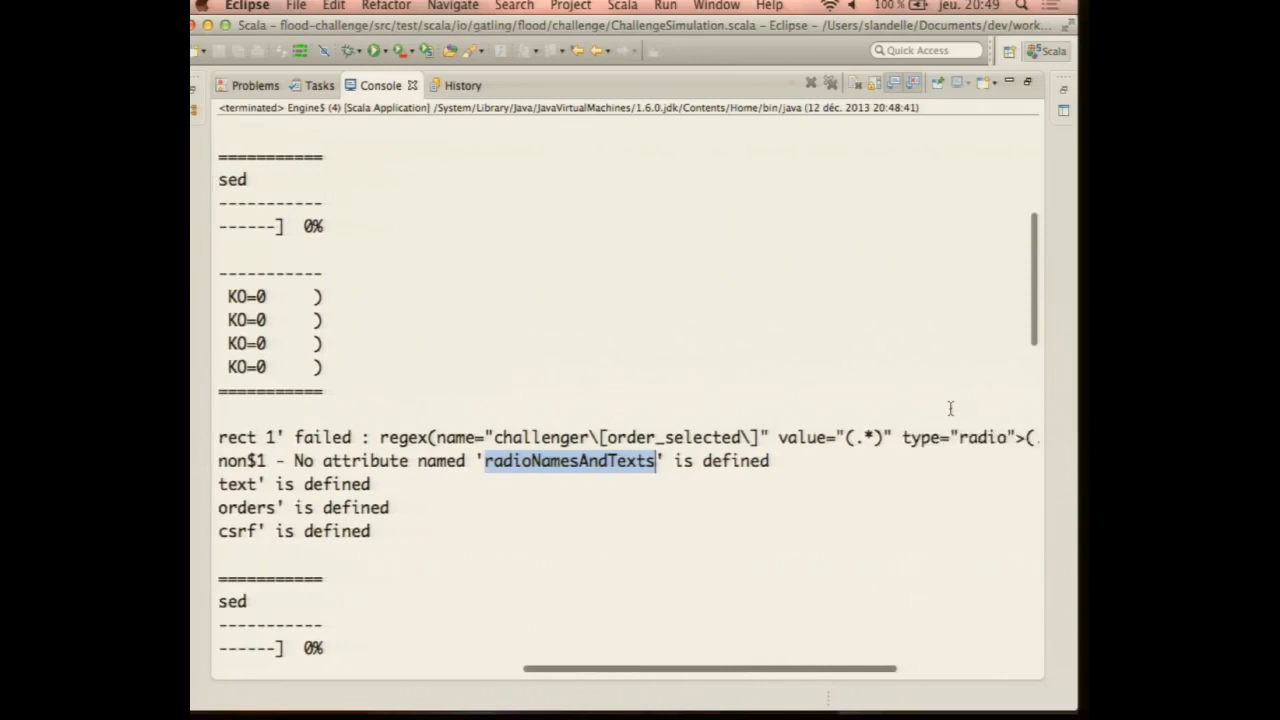 Eclipse File Edit Refactor Navigate Search Project Scala Run Window Help 100% jeu. 20:49
Scala – flood-challenge/src/test/scala/io/gatling/flood/challenge/ChallengeSimulation.scala – Eclipse – /Users/slandelle/Documents/dev/work...
Quick Access Scala
Problems Tasks Console History
<terminated> Engine$ (4) [Scala Application] /System/Library/Java/JavaVirtualMachines/1.6.0.jdk/Contents/Home/bin/java (12 déc. 2013 20:48:41)
===========
sed
-----------
------] 0%
-----------
KO=0 )
KO=0 )
KO=0 )
KO=0 )
===========
rect 1' failed : regex(name="challenger\[order_selected\]" value="(.*)" type="radio">(.
non$1 - No attribute named 'radioNamesAndTexts' is defined
text' is defined
orders' is defined
csrf' is defined
===========
sed
-----------
------] 0%